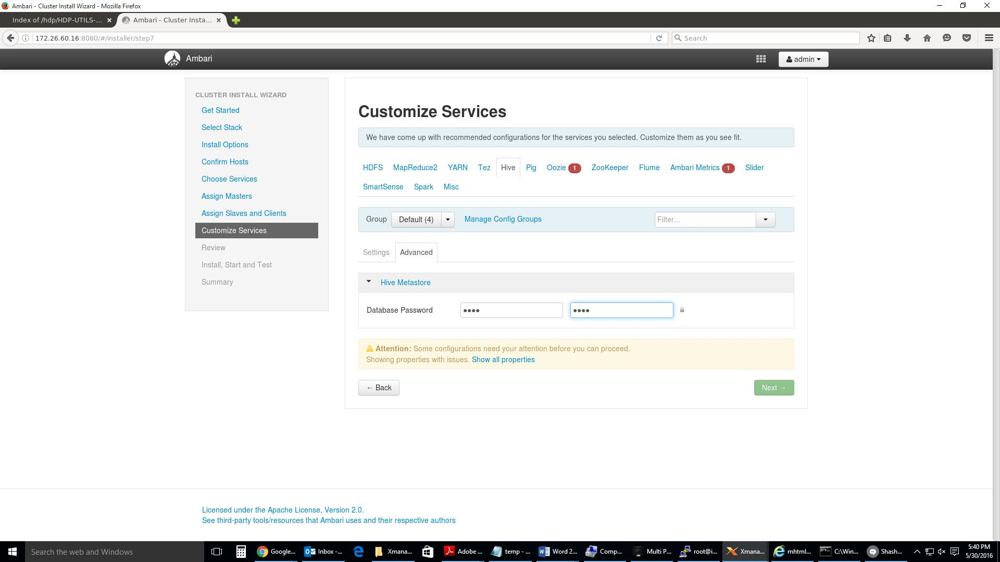 Ambari - Cluster Install Wizard - Mozilla Firefox
Index of /hdp/HDP-UTILS-...
Ambari - Cluster Insta...
172.26.60.16:8080/#/installer/step7
Search
Ambari
admin
CLUSTER INSTALL WIZARD
Get Started
Select Stack
Install Options
Confirm Hosts
Choose Services
Assign Masters
Assign Slaves and Clients
Customize Services
Review
Install, Start and Test
Summary
Customize Services
We have come up with recommended configurations for the services you selected. Customize them as you see fit.
HDFS MapReduce2 YARN Tez Hive Pig Oozie 1 ZooKeeper Flume Ambari Metrics 1 Slider
SmartSense Spark Misc
Group Default (4) Manage Config Groups Filter...
Settings Advanced
Hive Metastore
Database Password •••• ••••
Attention: Some configurations need your attention before you can proceed.
Showing properties with issues. Show all properties
← Back Next →
Licensed under the Apache License, Version 2.0.
See third-party tools/resources that Ambari uses and their respective authors
Search the web and Windows
Google...
Inbox -...
Xmana...
Adobe ...
temp - ...
Word 2...
Comp...
Multi P...
root@i...
Xmana...
mhtml...
C:\Win...
Shash...
5:40 PM
5/30/2016